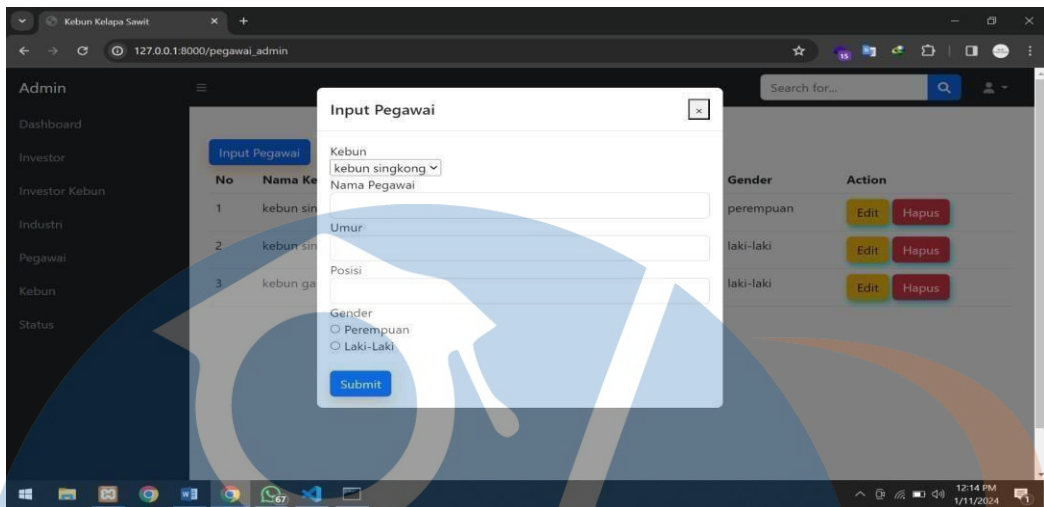 Kebun Kelapa Sawit
127.0.0.1:8000/pegawai_admin
15
Admin
Search for...
Dashboard
Investor
Investor Kebun
Industri
Pegawai
Kebun
Status
Input Pegawai
No Nama Ke Gender Action
1 kebun sin perempuan Edit Hapus
2 kebun sin laki-laki Edit Hapus
3 kebun ga laki-laki Edit Hapus
Input Pegawai
Kebun
kebun singkong
Nama Pegawai
Umur
Posisi
Gender
Perempuan
Laki-Laki
Submit
67
12:14 PM
1/11/2024
1